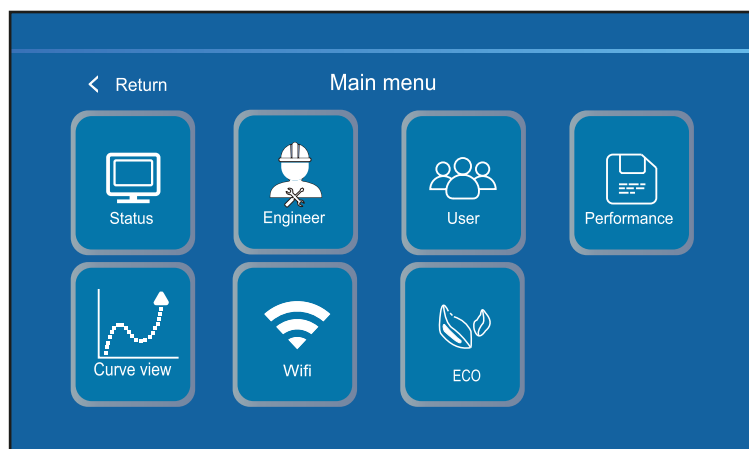 Return
Main menu
Status
Engineer
User
Performance
Curve view
Wifi
ECO